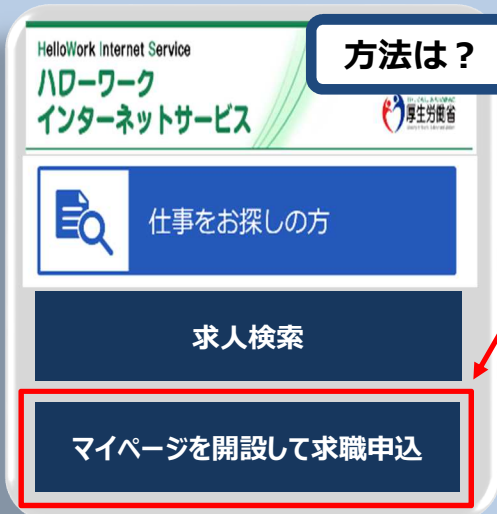 方法は？
HelloWork Internet Service
ハローワーク
インターネットサービス
厚生労働省
仕事をお探しの方
求人検索
マイページを開設して求職申込